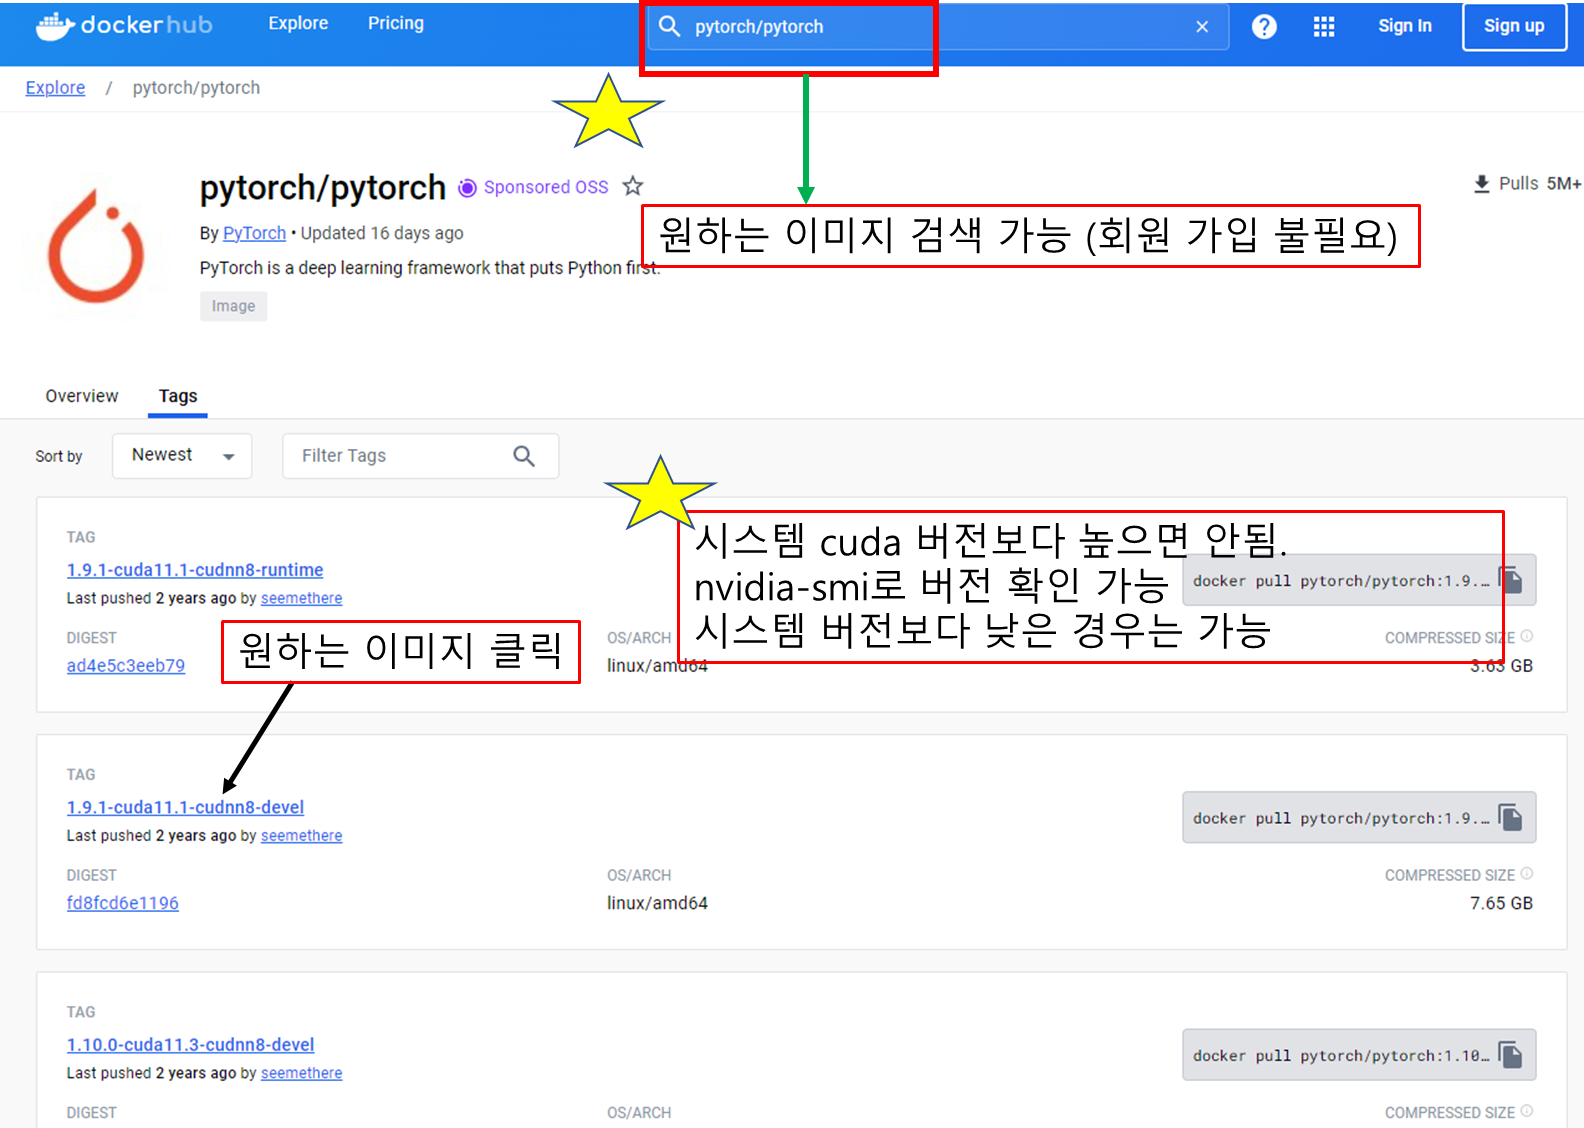 dockerhub
Explore
Pricing
pytorch/pytorch
Sign In
Sign up
Explore / pytorch/pytorch
pytorch/pytorch
Sponsored OSS
Pulls 5M+
원하는 이미지 검색 가능 (회원 가입 불필요)
By PyTorch • Updated 16 days ago
PyTorch is a deep learning framework that puts Python first.
Image
Overview
Tags
Sort by
Newest
Filter Tags
시스템 cuda 버전보다 높으면 안됨.
nvidia-smi로 버전 확인 가능
시스템 버전보다 낮은 경우는 가능
TAG
1.9.1-cuda11.1-cudnn8-runtime
docker pull pytorch/pytorch:1.9....
Last pushed 2 years ago by seemethere
DIGEST
OS/ARCH
COMPRESSED SIZE
ad4e5c3eeb79
linux/amd64
3.63 GB
원하는 이미지 클릭
TAG
1.9.1-cuda11.1-cudnn8-devel
docker pull pytorch/pytorch:1.9....
Last pushed 2 years ago by seemethere
DIGEST
OS/ARCH
COMPRESSED SIZE
fd8fcd6e1196
linux/amd64
7.65 GB
TAG
1.10.0-cuda11.3-cudnn8-devel
docker pull pytorch/pytorch:1.10...
Last pushed 2 years ago by seemethere
DIGEST
OS/ARCH
COMPRESSED SIZE